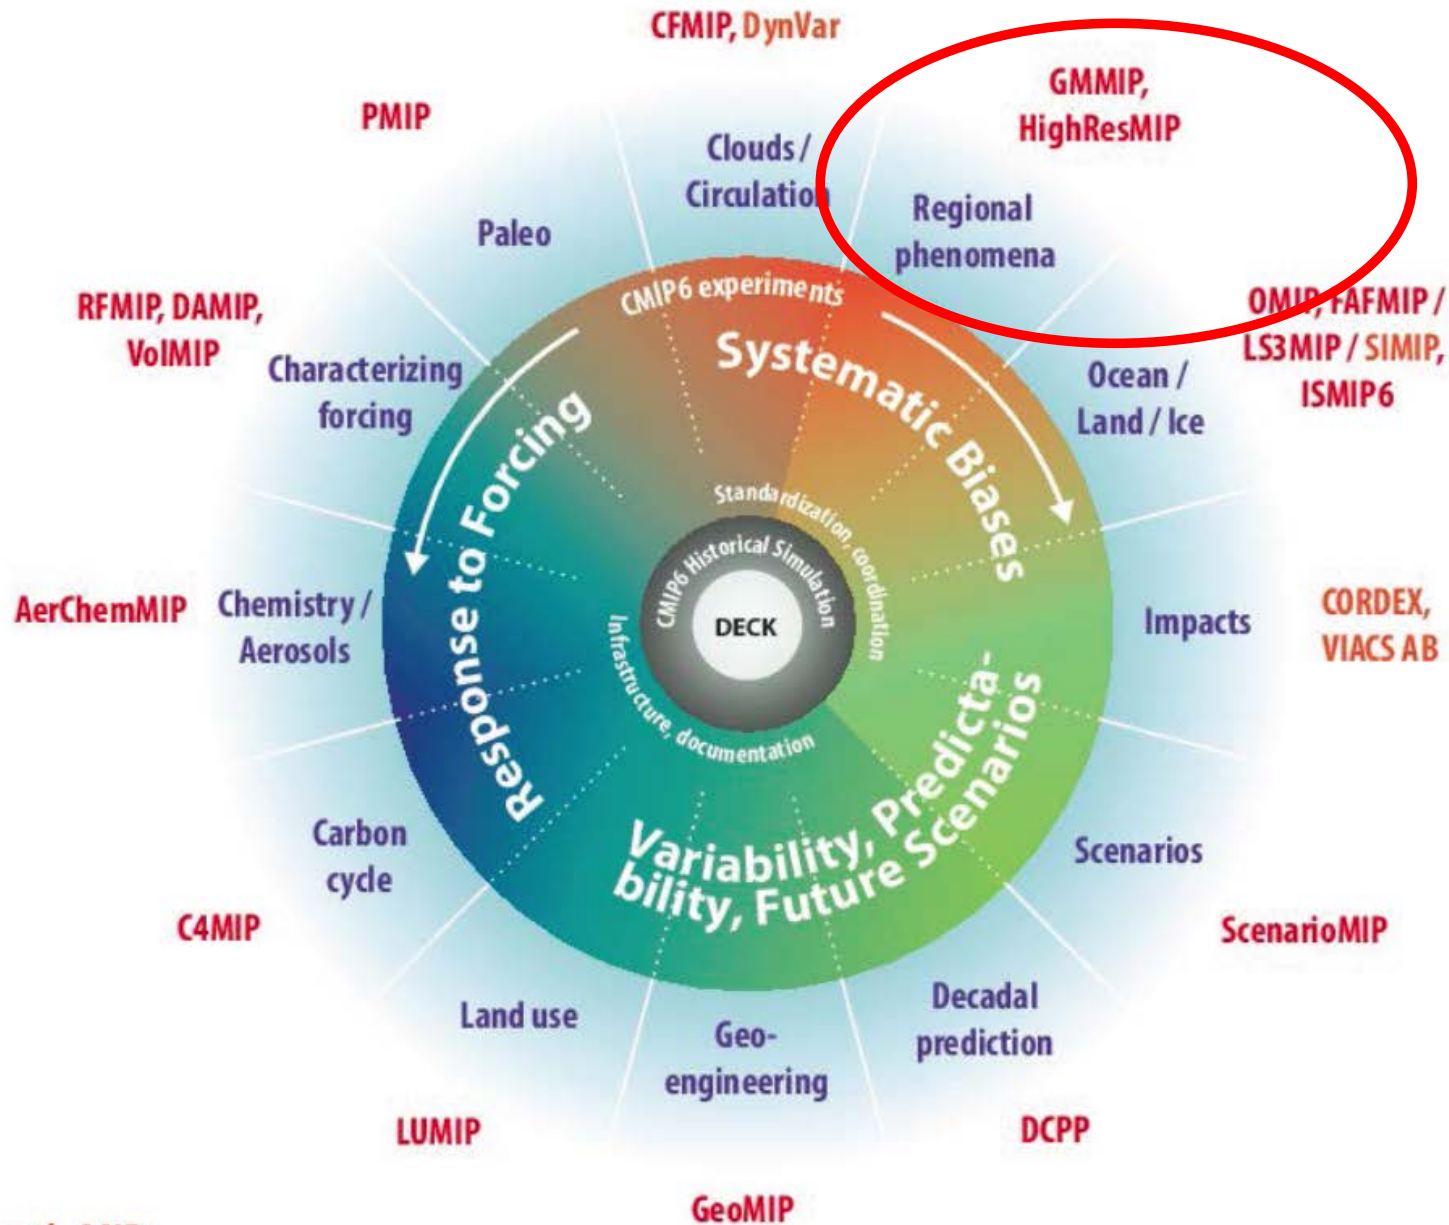 CFMIP, DynVar
GMMIP,
HighResMIP
PMIP
Clouds /
Circulation
Regional
phenomena
Paleo
CMIP6 experiments
OMIP, FAFMIP /
LS3MIP / SIMIP,
ISMIP6
RFMIP, DAMIP,
VolMIP
Characterizing
forcing
Systematic Biases
Ocean /
Land / Ice
Standardization, coordination
CMIP6 Historical Simulation
DECK
Response to Forcing
AerChemMIP
Chemistry /
Aerosols
Impacts
CORDEX,
VIACS AB
Infrastructure, documentation
Variability, Predicta-
bility, Future Scenarios
Carbon
cycle
Scenarios
C4MIP
ScenarioMIP
Land use
Geo-
engineering
Decadal
prediction
LUMIP
DCPP
GeoMIP